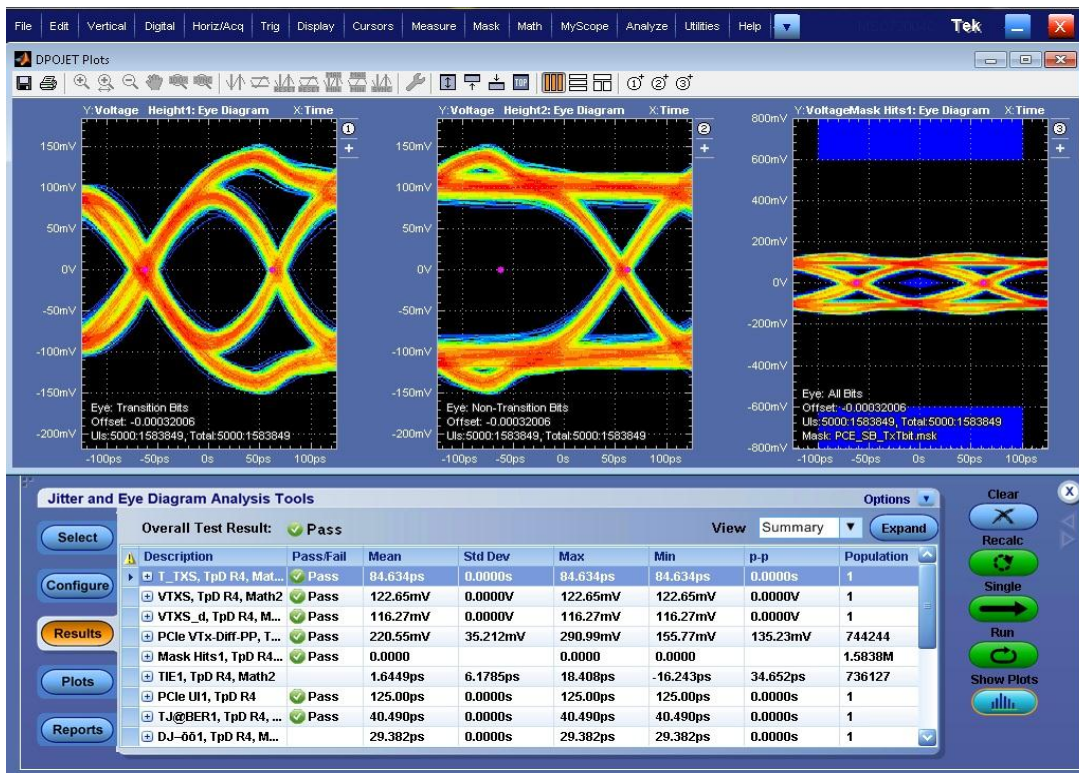 File Edit Vertical Digital Horiz/Acq Trig Display Cursors Measure Mask Math MyScope Analyze Utilities Help Tek X
DPOJET Plots
TOP 1 2 3
Y:Voltage Height1: Eye Diagram X:Time
1
150mV
100mV
50mV
0V
-50mV
-100mV
-150mV
-200mV
Eye: Transition Bits
Offset: -0.00032006
UIs:5000:1583849, Total:5000:1583849
-100ps -50ps 0s 50ps 100ps
Y:Voltage Height2: Eye Diagram X:Time
2
150mV
100mV
50mV
0V
-50mV
-100mV
-150mV
-200mV
Eye: Non-Transition Bits
Offset: -0.00032006
UIs:5000:1583849, Total:5000:1583849
-100ps -50ps 0s 50ps 100ps
Y:VoltageMask Hits1: Eye Diagram X:Time
3
800mV
600mV
400mV
200mV
0V
-200mV
-400mV
-600mV
-800mV
Eye: All Bits
Offset: -0.00032006
UIs:5000:1583849, Total:5000:1583849
Mask: PCE_SB_TxTbit.msk
-100ps -50ps 0s 50ps 100ps
Jitter and Eye Diagram Analysis Tools Options X
Select
Configure
Results
Plots
Reports
Overall Test Result: Pass View Summary Expand
Description Pass/Fail Mean Std Dev Max Min p-p Population
T_TXS, TpD R4, Mat... Pass 84.634ps 0.0000s 84.634ps 84.634ps 0.0000s 1
VTXS, TpD R4, Math2 Pass 122.65mV 0.0000V 122.65mV 122.65mV 0.0000V 1
VTXS_d, TpD R4, M... Pass 116.27mV 0.0000V 116.27mV 116.27mV 0.0000V 1
PCIe VTx-Diff-PP, T... Pass 220.55mV 35.212mV 290.99mV 155.77mV 135.23mV 744244
Mask Hits1, TpD R4... Pass 0.0000 0.0000 0.0000 1.5838M
TIE1, TpD R4, Math2 1.6449ps 6.1785ps 18.408ps -16.243ps 34.652ps 736127
PCIe UI1, TpD R4 Pass 125.00ps 0.0000s 125.00ps 125.00ps 0.0000s 1
TJ@BER1, TpD R4, ... Pass 40.490ps 0.0000s 40.490ps 40.490ps 0.0000s 1
DJ-δδ1, TpD R4, M... 29.382ps 0.0000s 29.382ps 29.382ps 0.0000s 1
Clear
Recalc
Single
Run
Show Plots